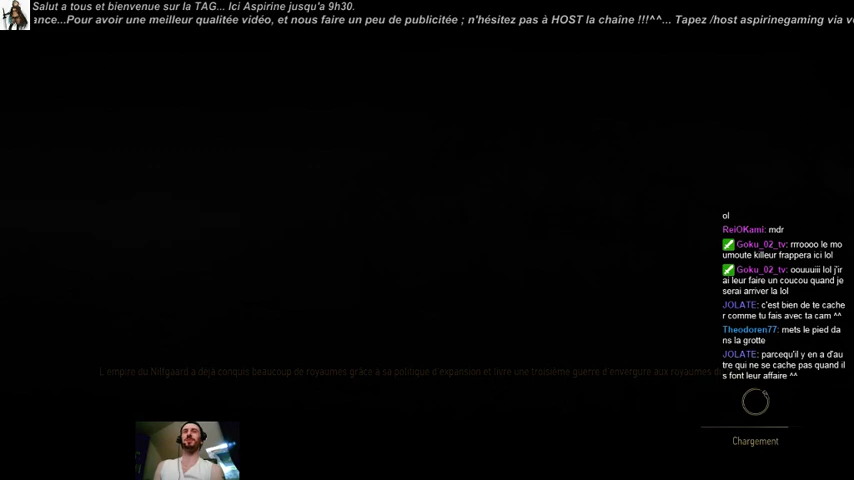 Salut a tous et bienvenue sur la TAG... Ici Aspirine jusqu'a 9h30.
ance...Pour avoir une meilleur qualitée vidéo, et nous faire un peu de publicitée ; n'hésitez pas à HOST la chaîne !!!^^... Tapez /host aspirinegaming via v
ol
ReiOKami: mdr
Goku_02_tv: rrroooo le mo
umoute killeur frappera ici lol
Goku_02_tv: oouuuiii lol j'ir
ai leur faire un coucou quand je
serai arriver la lol
JOLATE: c'est bien de te cache
r comme tu fais avec ta cam ^^
Theodoren77: mets le pied da
ns la grotte
JOLATE: parcequ'il y en a d'au
tre qui ne se cache pas quand il
s font leur affaire ^^
L'empire du Nilfgaard a déjà conquis beaucoup de royaumes grâce à sa politique d'expansion et livre une troisième guerre d'envergure aux royaumes
Chargement